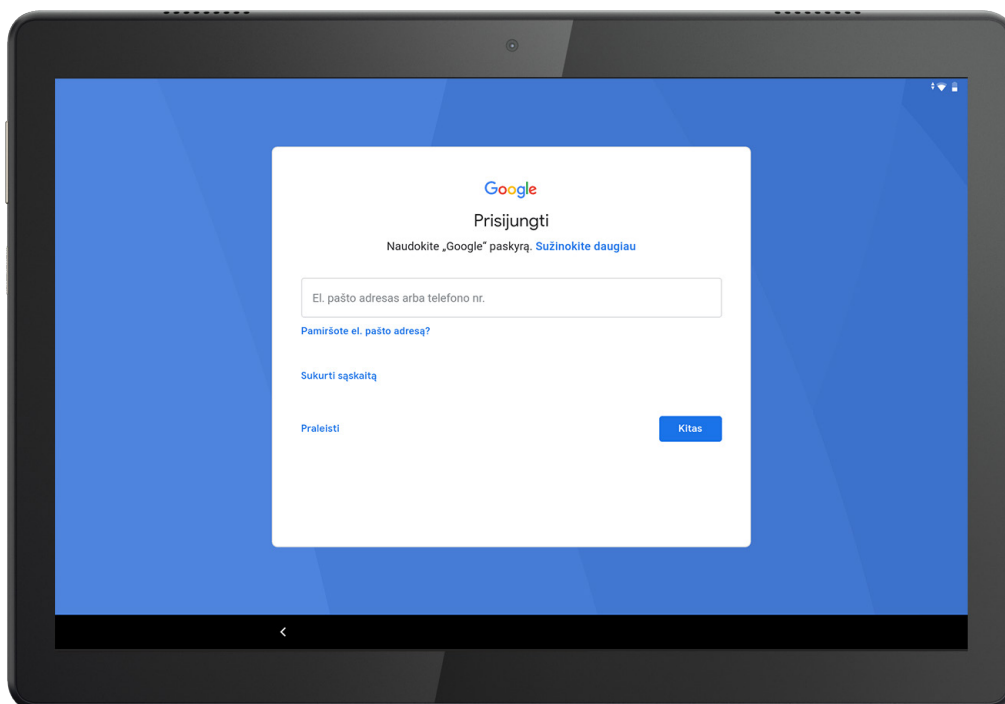 Google
Prisijungti
Naudokite „Google“ paskyrą. Sužinokite daugiau
El. pašto adresas arba telefono nr.
Pamiršote el. pašto adresą?
Sukurti sąskaitą
Praleisti
Kitas